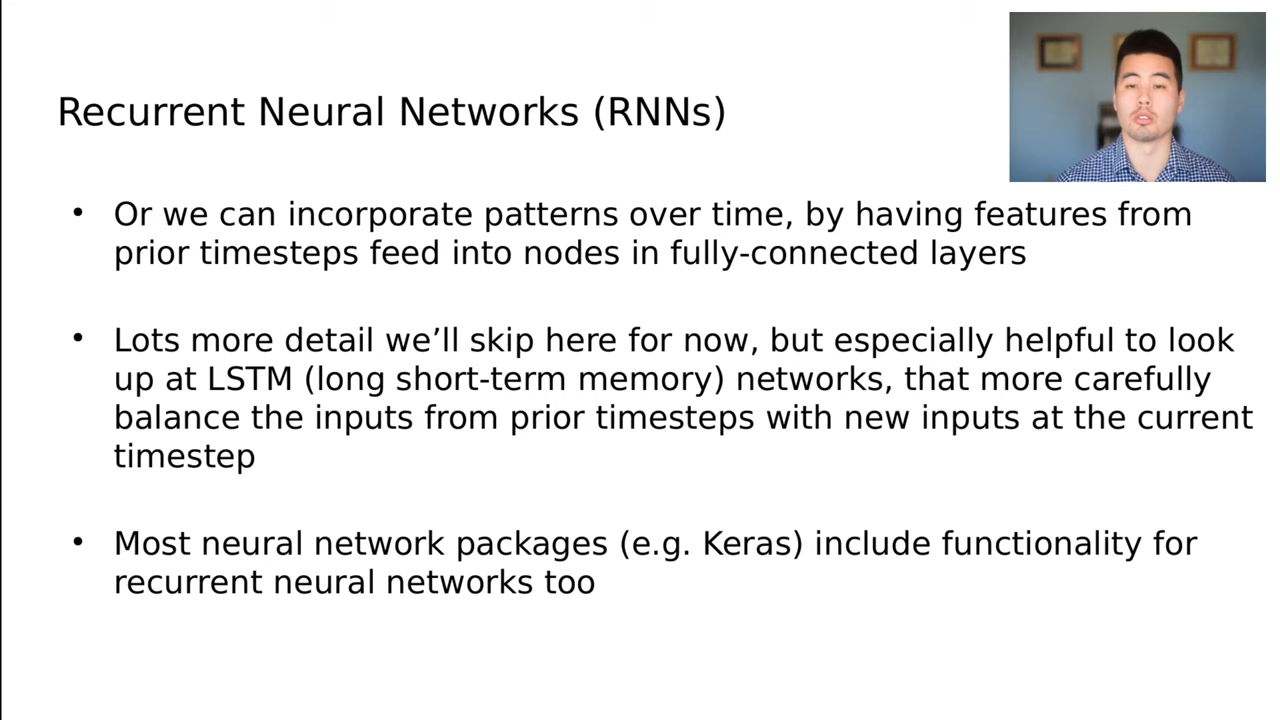 Recurrent Neural Networks (RNNs)
• Or we can incorporate patterns over time, by having features from
prior timesteps feed into nodes in fully-connected layers
• Lots more detail we’ll skip here for now, but especially helpful to look
up at LSTM (long short-term memory) networks, that more carefully
balance the inputs from prior timesteps with new inputs at the current
timestep
• Most neural network packages (e.g. Keras) include functionality for
recurrent neural networks too